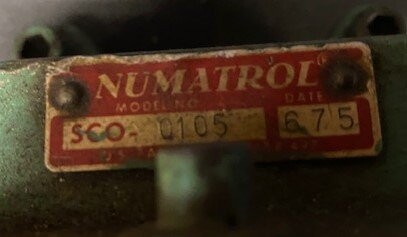 NUMATROL
MODEL NO. DATE
SCO- 0105 675